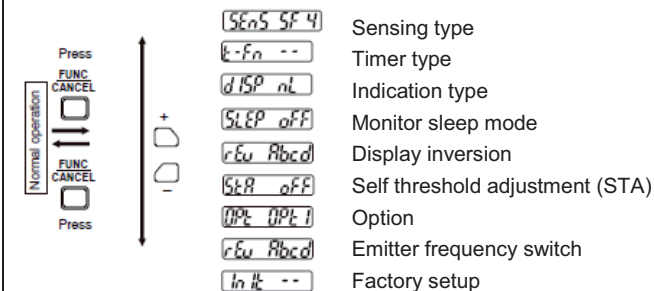 SEnS SF 4 Sensing type
t-Fn -- Timer type
dISP nL Indication type
SLEP oFF Monitor sleep mode
rEv Abcd Display inversion
StA oFF Self threshold adjustment (STA)
OPt OPt 1 Option
rEv Abcd Emitter frequency switch
In It -- Factory setup
Press
FUNC
CANCEL
Normal operation
+
−
FUNC
CANCEL
Press